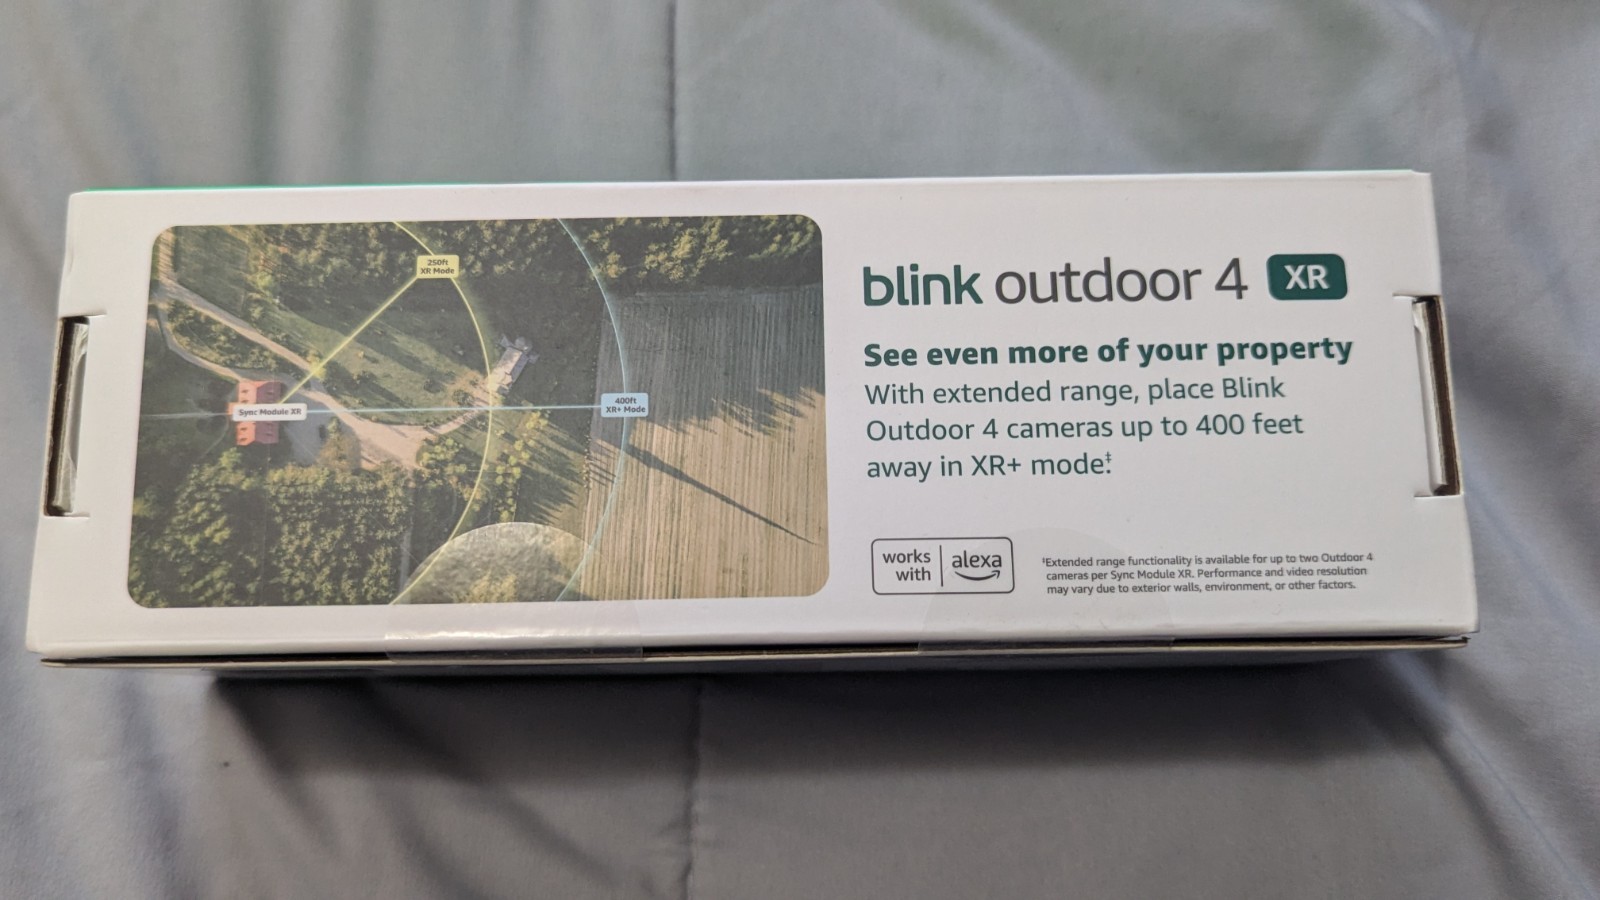 250ft
XR Mode
Sync Module XR
400ft
XR+ Mode
blink outdoor 4 XR
See even more of your property
With extended range, place Blink
Outdoor 4 cameras up to 400 feet
away in XR+ mode.‡
works with | alexa
‡Extended range functionality is available for up to two Outdoor 4
cameras per Sync Module XR. Performance and video resolution
may vary due to exterior walls, environment, or other factors.